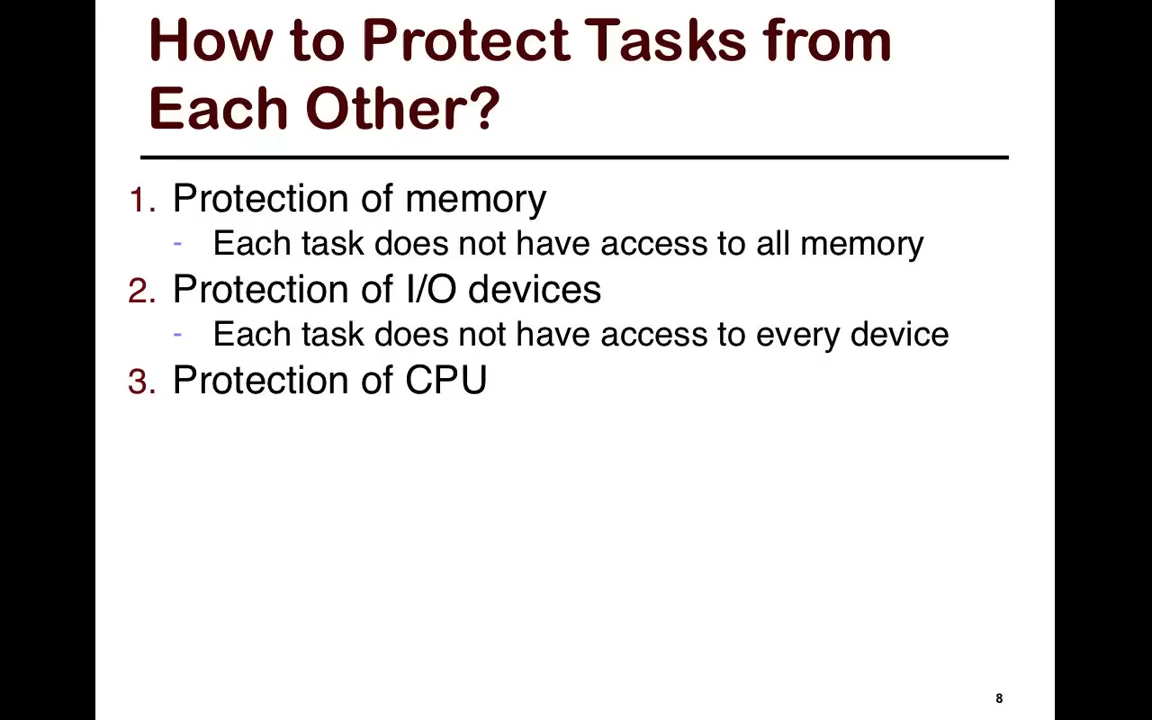 How to Protect Tasks from
Each Other?
1. Protection of memory
- Each task does not have access to all memory
2. Protection of I/O devices
- Each task does not have access to every device
3. Protection of CPU
8